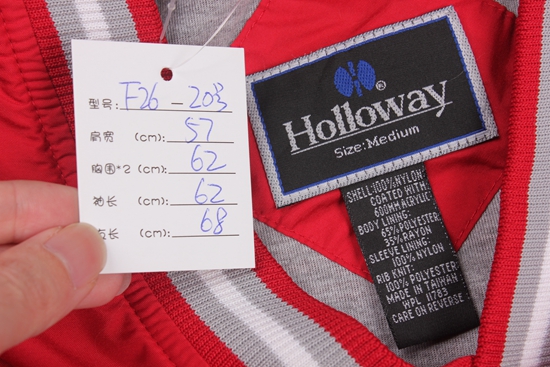 型号: F26-203
肩宽 (cm): 57
胸围*2 (cm): 62
袖长 (cm): 62
衣长 (cm): 68
®
Holloway
Size: Medium
SHELL-100% NYLON
COATED WITH:
600MM ACRYLIC
BODY LINING:
65% POLYESTER
35% RAYON
SLEEVE LINING:
100% NYLON
RIB KNIT:
100% POLYESTER
MADE IN TAIWAN
WPL 11783
CARE ON REVERSE